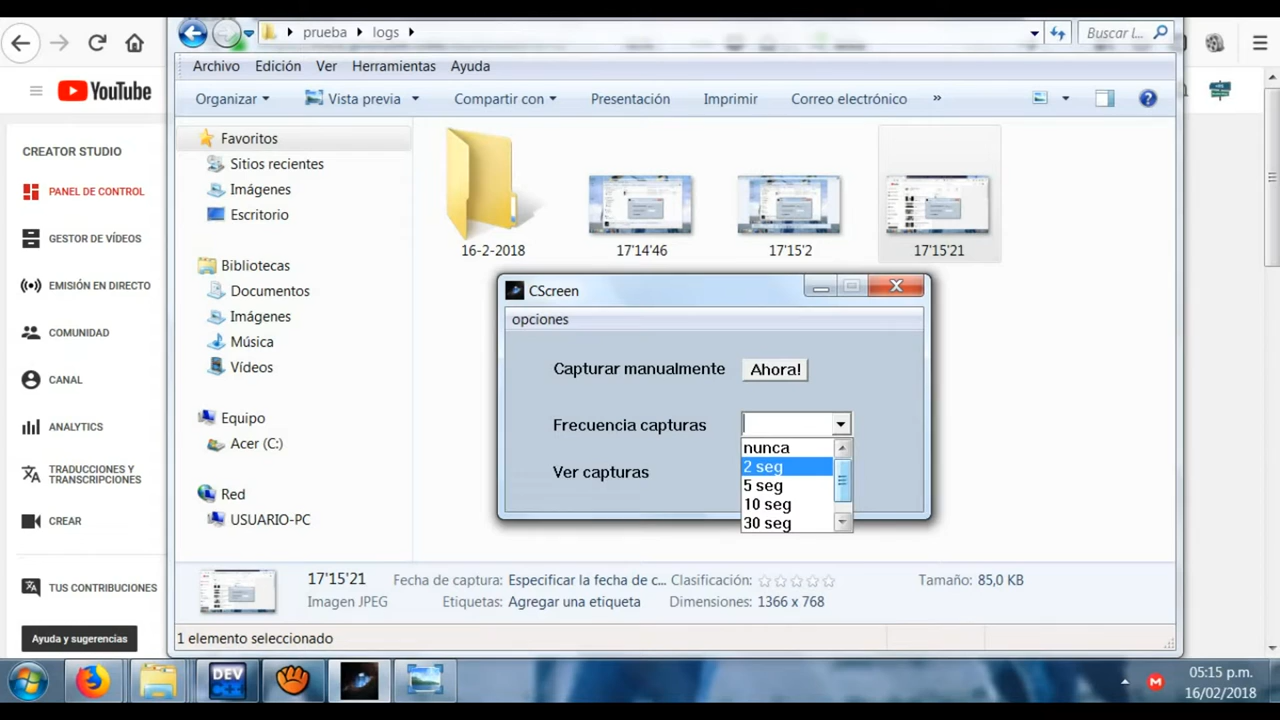 prueba ▸ logs ▸
Buscar l...
Archivo Edición Ver Herramientas Ayuda
Organizar Vista previa Compartir con Presentación Imprimir Correo electrónico »
YouTube
CREATOR STUDIO
PANEL DE CONTROL
GESTOR DE VÍDEOS
EMISIÓN EN DIRECTO
COMUNIDAD
CANAL
ANALYTICS
TRADUCCIONES Y
TRANSCRIPCIONES
CREAR
TUS CONTRIBUCIONES
Ayuda y sugerencias
Favoritos
Sitios recientes
Imágenes
Escritorio
Bibliotecas
Documentos
Imágenes
Música
Vídeos
Equipo
Acer (C:)
Red
USUARIO-PC
16-2-2018
17'14'46
17'15'2
17'15'21
CScreen
opciones
Capturar manualmente Ahora!
Frecuencia capturas
nunca
2 seg
5 seg
10 seg
30 seg
Ver capturas
17'15'21 Fecha de captura: Especificar la fecha de c... Clasificación: Tamaño: 85,0 KB
Imagen JPEG Etiquetas: Agregar una etiqueta Dimensiones: 1366 x 768
1 elemento seleccionado
DEV
C++
05:15 p.m.
16/02/2018